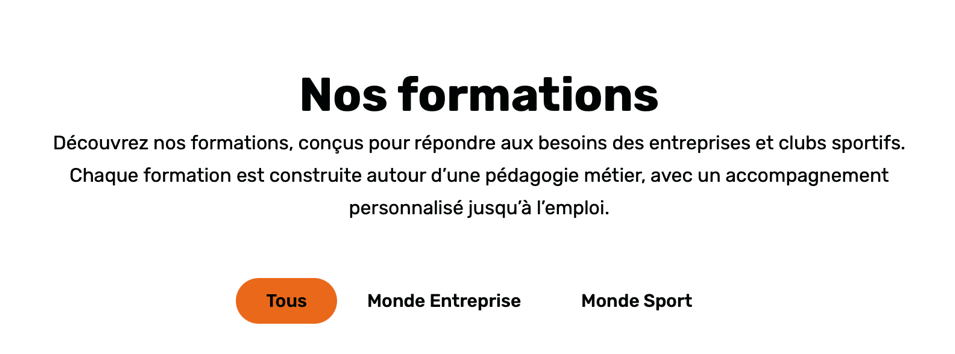 Nos formations
Découvrez nos formations, conçus pour répondre aux besoins des entreprises et clubs sportifs.
Chaque formation est construite autour d’une pédagogie métier, avec un accompagnement
personnalisé jusqu’à l’emploi.
Tous Monde Entreprise Monde Sport